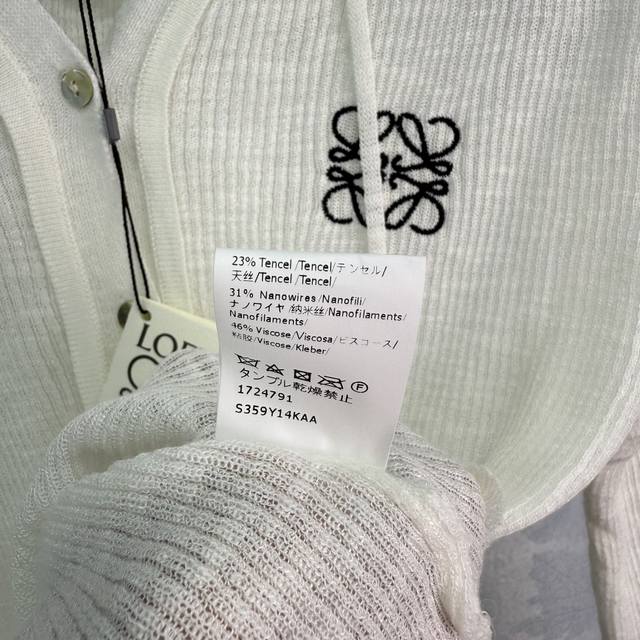 23% Tencel /Tencel/テンセル/
天丝/Tencel /Tencel/
31% Nanowires /Nanofili/
ナノワイヤ /纳米丝/Nanofilaments/
Nanofilaments/
46% Viscose/Viscosa/ビスコース/
粘胶/Viscose/Kleber/
タンブル乾燥禁止
1724791
S359Y14KAA